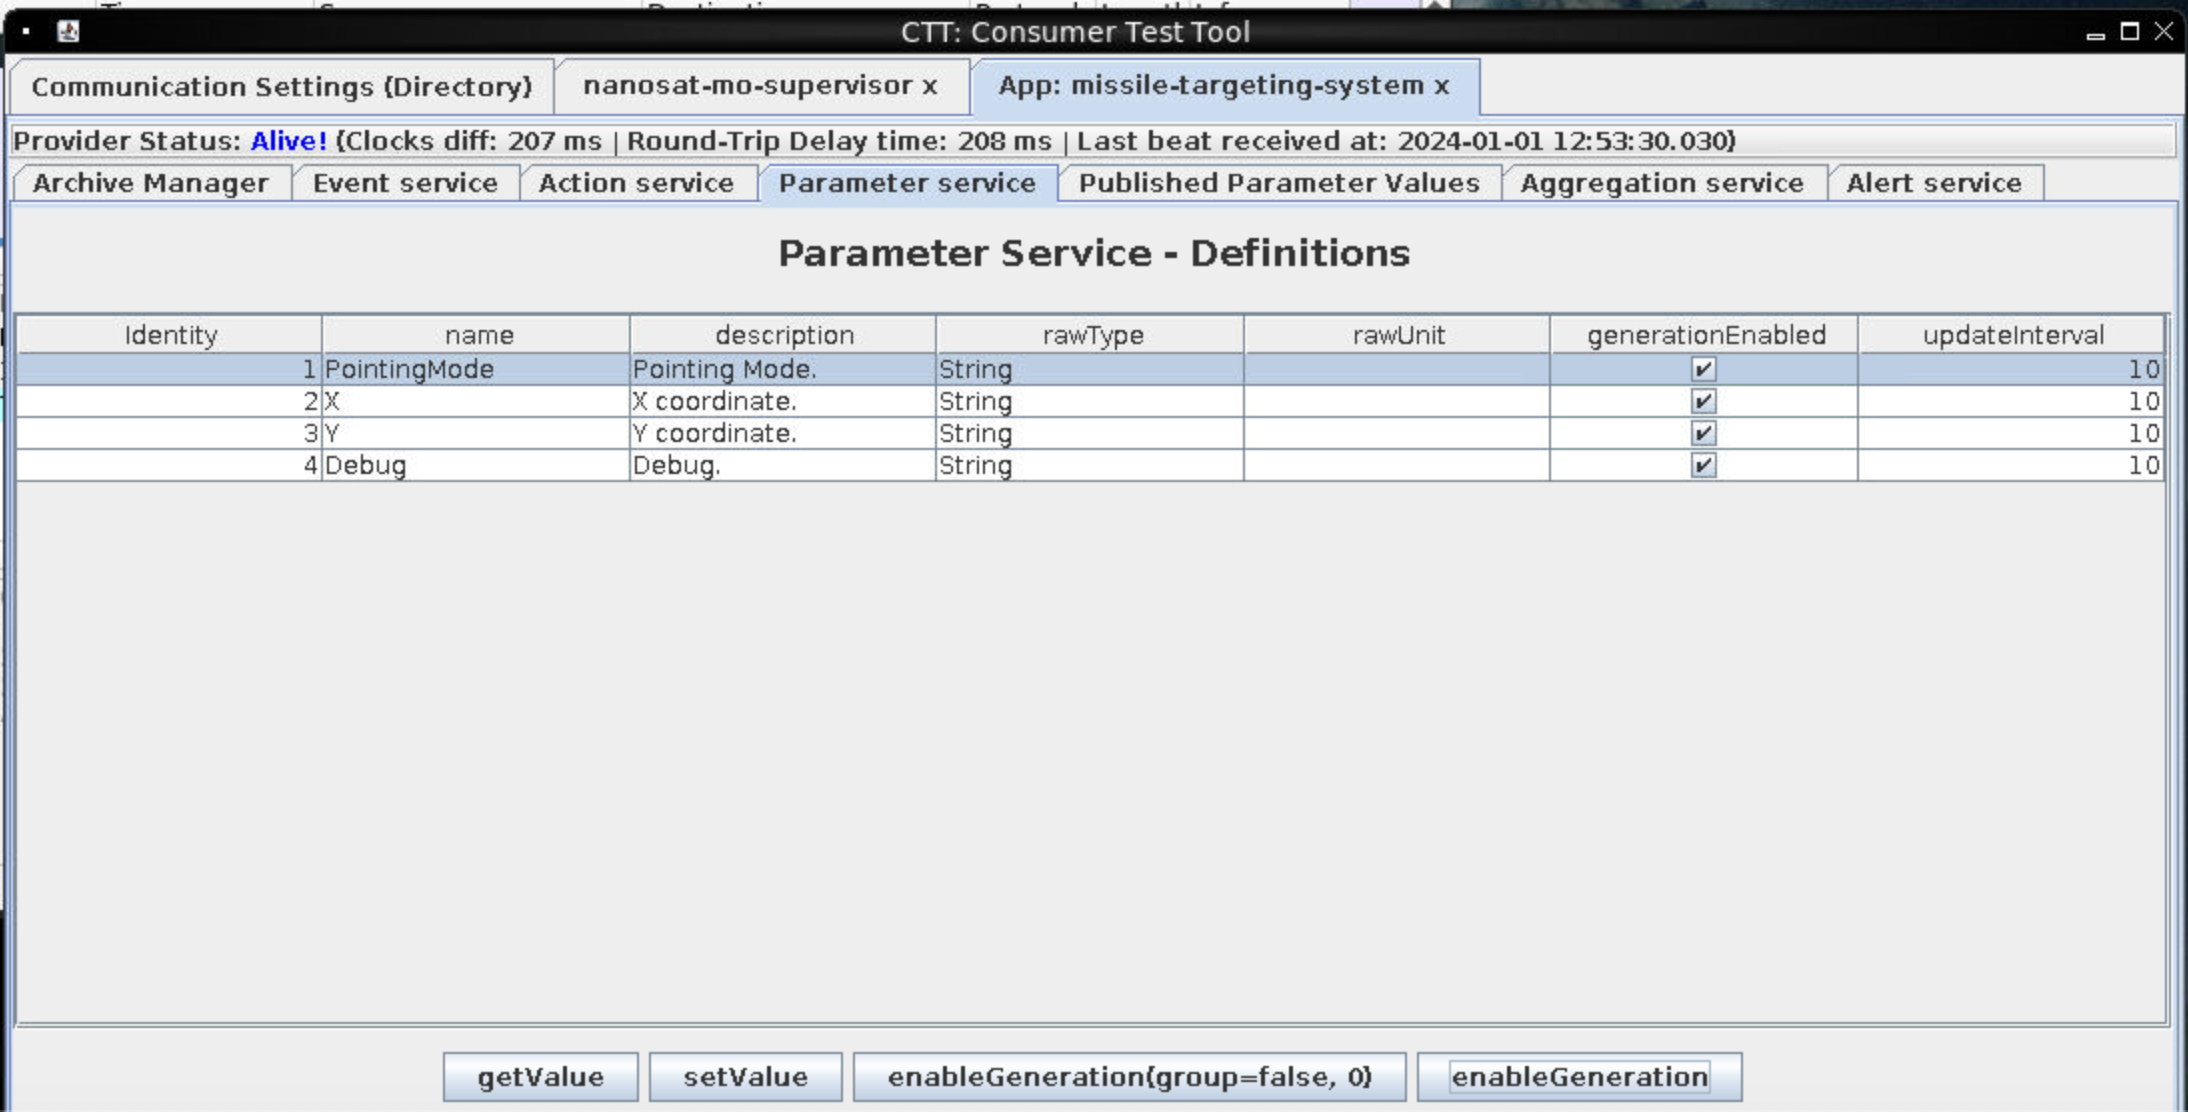 CTT: Consumer Test Tool
Communication Settings (Directory) nanosat-mo-supervisor x App: missile-targeting-system x
Provider Status: Alive! (Clocks diff: 207 ms | Round-Trip Delay time: 208 ms | Last beat received at: 2024-01-01 12:53:30.030)
Archive Manager Event service Action service Parameter service Published Parameter Values Aggregation service Alert service
Parameter Service - Definitions
Identity name description rawType rawUnit generationEnabled updateInterval
1 PointingMode Pointing Mode. String 10
2 X X coordinate. String 10
3 Y Y coordinate. String 10
4 Debug Debug. String 10
getValue setValue enableGeneration(group=false, 0) enableGeneration